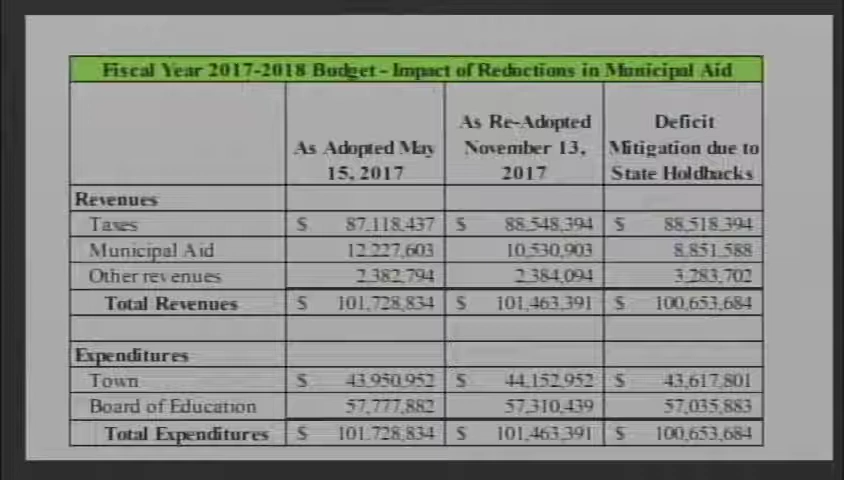 Fiscal Year 2017-2018 Budget - Impact of Reductions in Municipal Aid
As Adopted May 15, 2017
As Re-Adopted November 13, 2017
Deficit Mitigation due to State Holdbacks
Revenues
Taxes $ 87,118,437 $ 88,548,394 $ 88,518,394
Municipal Aid 12,227,603 10,530,903 8,851,588
Other revenues 2,382,794 2,384,094 3,283,702
Total Revenues $ 101,728,834 $ 101,463,391 $ 100,653,684
Expenditures
Town $ 43,950,952 $ 44,152,952 $ 43,617,801
Board of Education 57,777,882 57,310,439 57,035,883
Total Expenditures $ 101,728,834 $ 101,463,391 $ 100,653,684